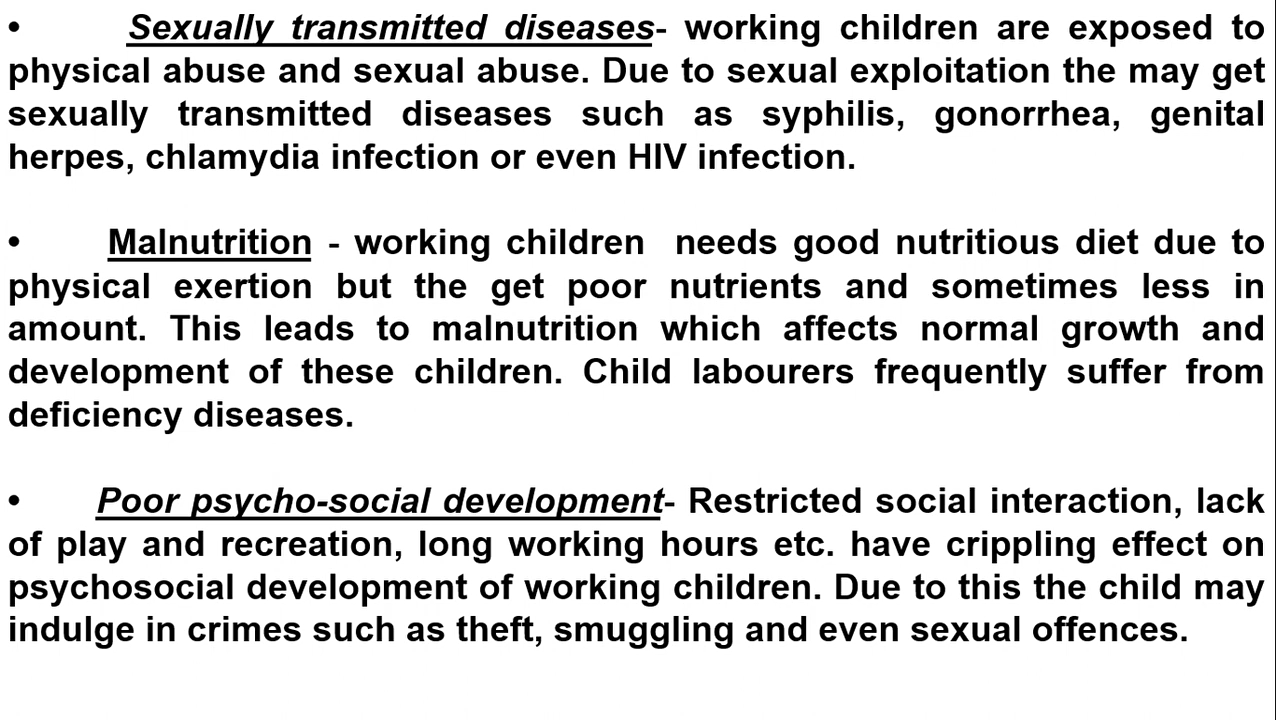 • Sexually transmitted diseases- working children are exposed to
physical abuse and sexual abuse. Due to sexual exploitation the may get
sexually transmitted diseases such as syphilis, gonorrhea, genital
herpes, chlamydia infection or even HIV infection.
• Malnutrition - working children needs good nutritious diet due to
physical exertion but the get poor nutrients and sometimes less in
amount. This leads to malnutrition which affects normal growth and
development of these children. Child labourers frequently suffer from
deficiency diseases.
• Poor psycho-social development- Restricted social interaction, lack
of play and recreation, long working hours etc. have crippling effect on
psychosocial development of working children. Due to this the child may
indulge in crimes such as theft, smuggling and even sexual offences.